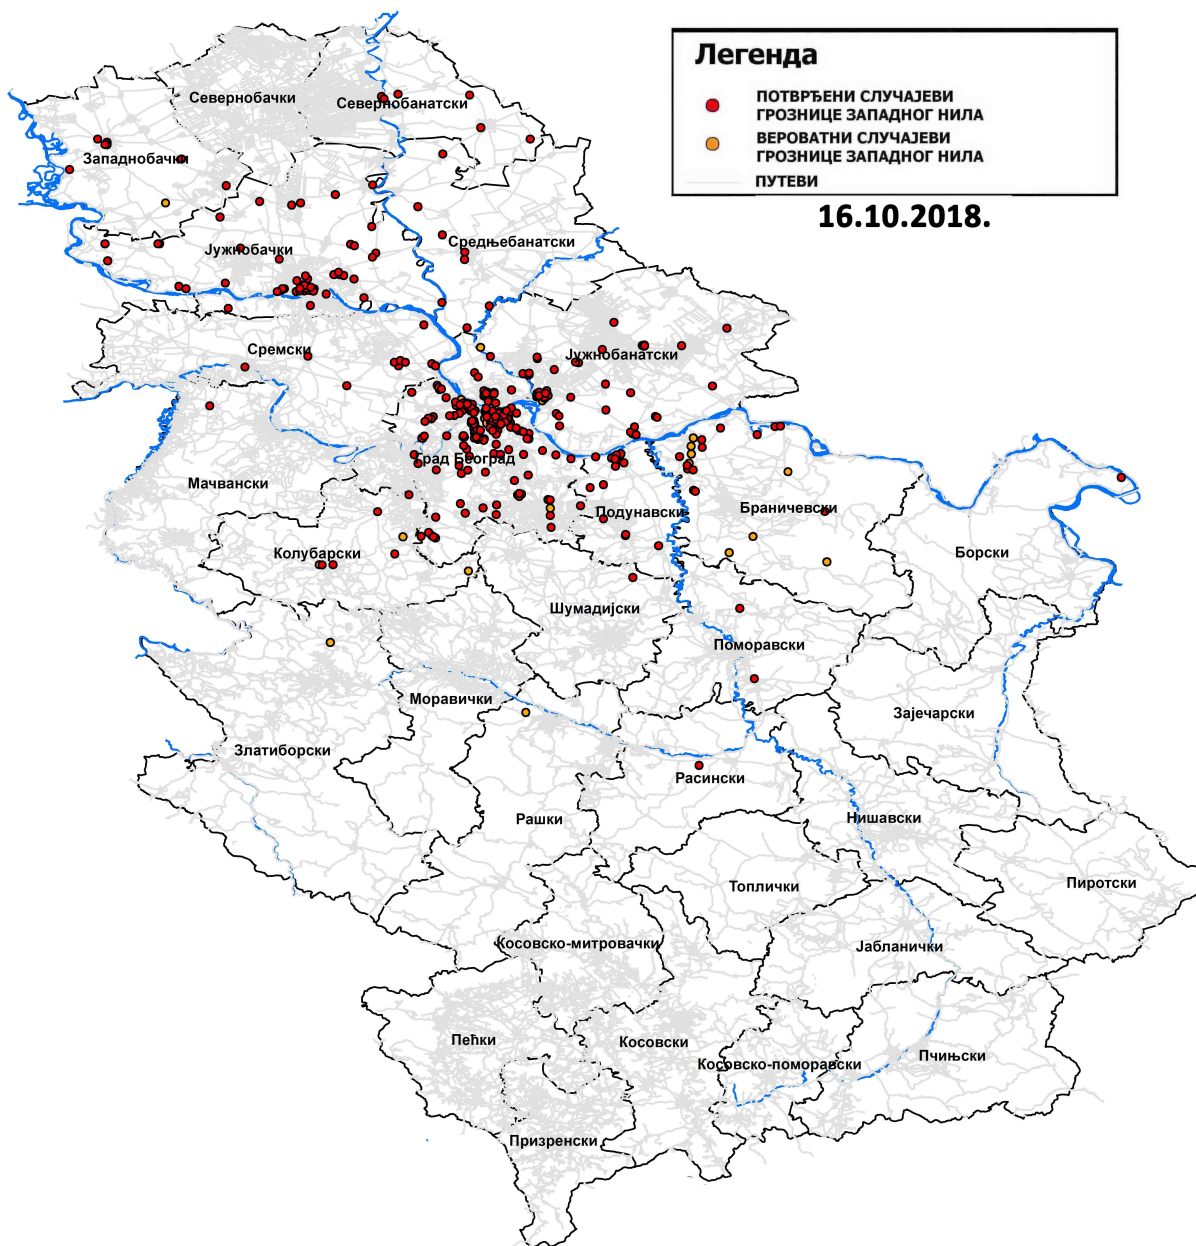 Легенда
ПОТВРЂЕНИ СЛУЧАЈЕВИ
ГРОЗНИЦЕ ЗАПАДНОГ НИЛА
ВЕРОВАТНИ СЛУЧАЈЕВИ
ГРОЗНИЦЕ ЗАПАДНОГ НИЛА
ПУТЕВИ
16.10.2018.
Севернобачки
Севернобанатски
Западнобачки
Јужнобачки
Средњебанатски
Сремски
Јужнобанатски
Град Београд
Мачвански
Подунавски
Браничевски
Колубарски
Борски
Шумадијски
Поморавски
Моравички
Зајечарски
Златиборски
Расински
Рашки
Нишавски
Топлички
Пиротски
Косовско-митровачки
Јабланички
Пећки
Косовски
Косовско-поморавски
Пчињски
Призренски